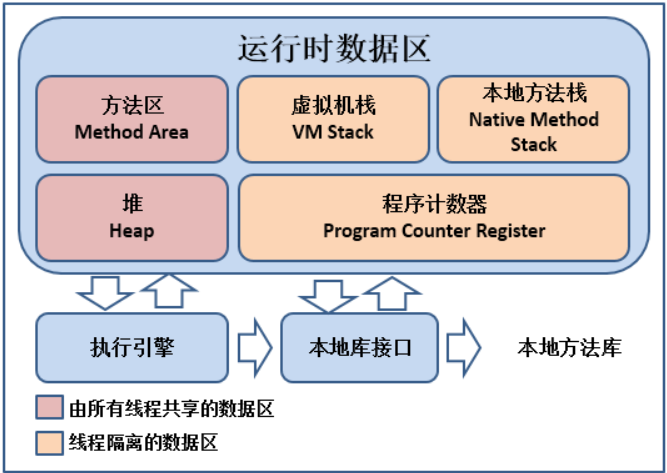 运行时数据区
方法区
Method Area
虚拟机栈
VM Stack
本地方法栈
Native Method
Stack
堆
Heap
程序计数器
Program Counter Register
执行引擎
本地库接口
本地方法库
由所有线程共享的数据区
线程隔离的数据区